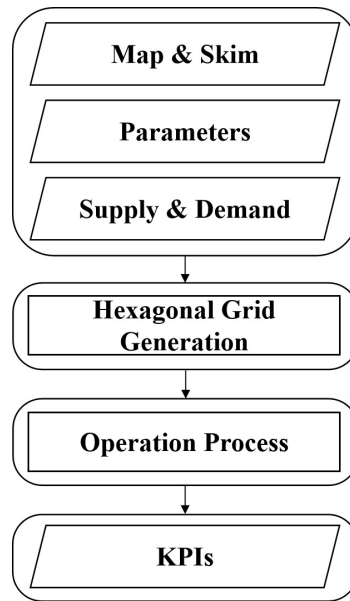 Map & Skim
Parameters
Supply & Demand
Hexagonal Grid
Generation
Operation Process
KPIs